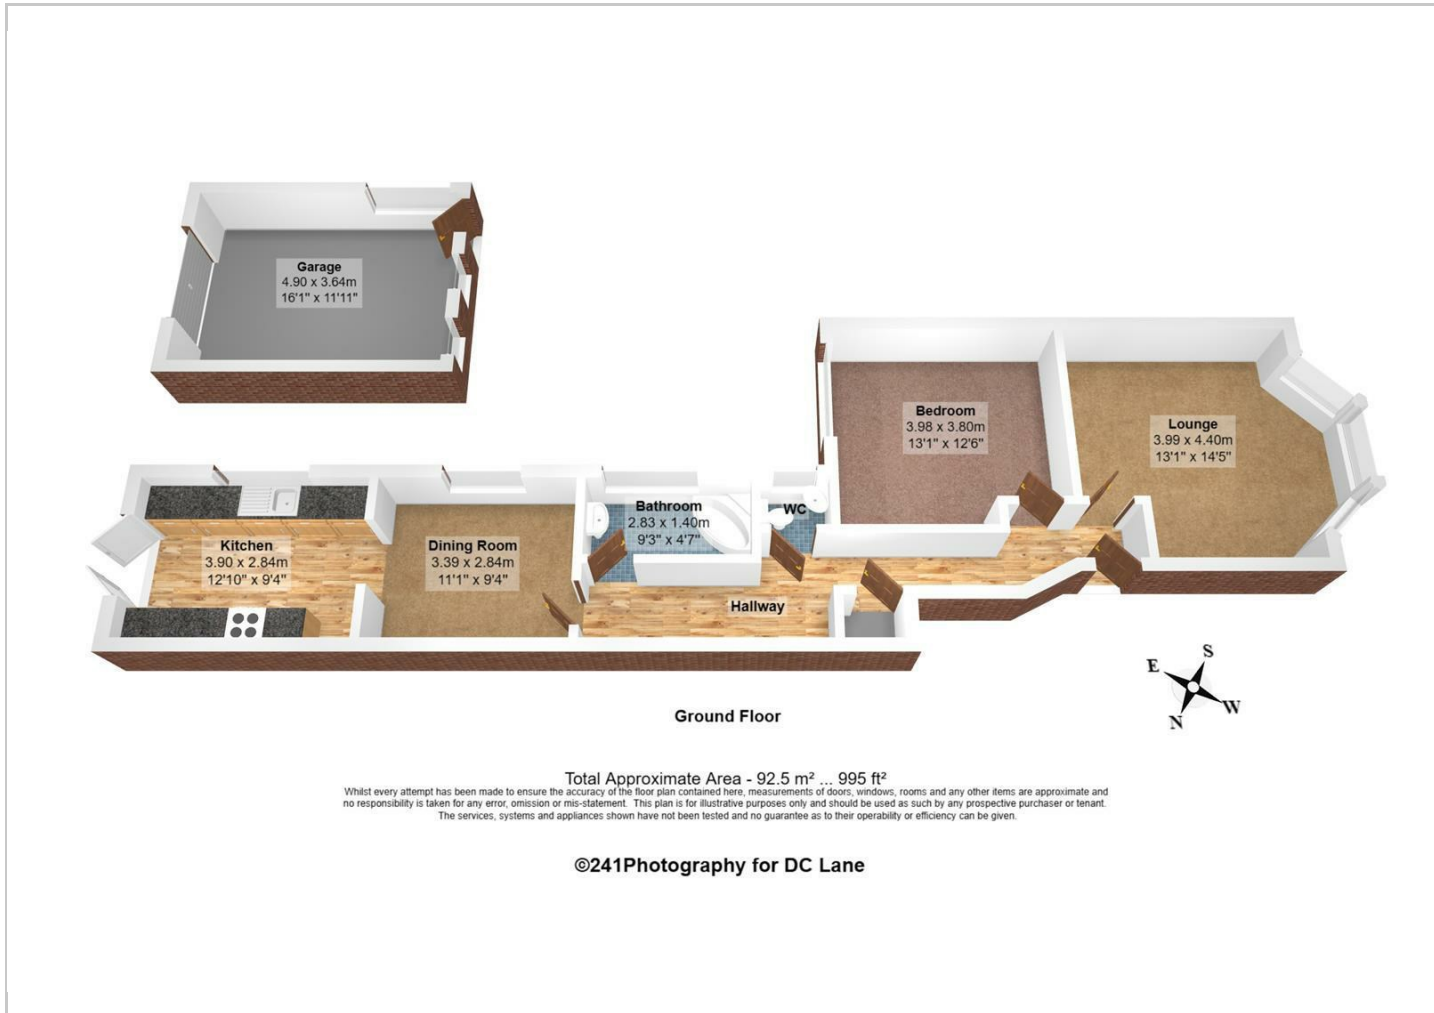 Garage
4.90 x 3.64m
16'1" x 11'11"
Bedroom
3.98 x 3.80m
13'1" x 12'6"
Lounge
3.99 x 4.40m
13'1" x 14'5"
Bathroom
2.83 x 1.40m
9'3" x 4'7"
WC
Kitchen
3.90 x 2.84m
12'10" x 9'4"
Dining Room
3.39 x 2.84m
11'1" x 9'4"
Hallway
S
E
W
N
Ground Floor
Total Approximate Area - 92.5 m² ... 995 ft²
Whilst every attempt has been made to ensure the accuracy of the floor plan contained here, measurements of doors, windows, rooms and any other items are approximate and
no responsibility is taken for any error, omission or mis-statement. This plan is for illustrative purposes only and should be used as such by any prospective purchaser or tenant.
The services, systems and appliances shown have not been tested and no guarantee as to their operability or efficiency can be given.
©241Photography for DC Lane